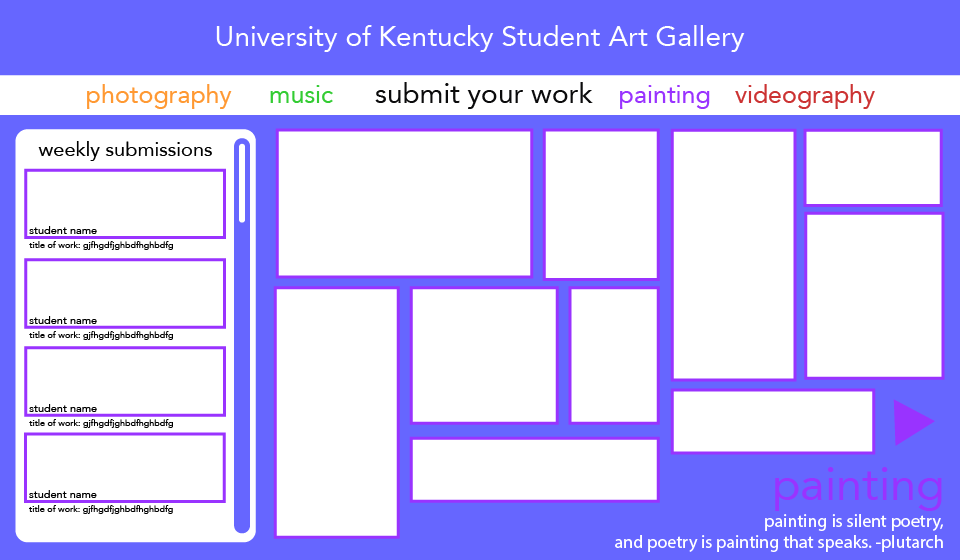 University of Kentucky Student Art Gallery
photography music submit your work painting videography
weekly submissions
student name
title of work: gjfhgdfjghbdfhghbdfg
student name
title of work: gjfhgdfjghbdfhghbdfg
student name
title of work: gjfhgdfjghbdfhghbdfg
student name
title of work: gjfhgdfjghbdfhghbdfg
painting
painting is silent poetry,
and poetry is painting that speaks. -plutarch